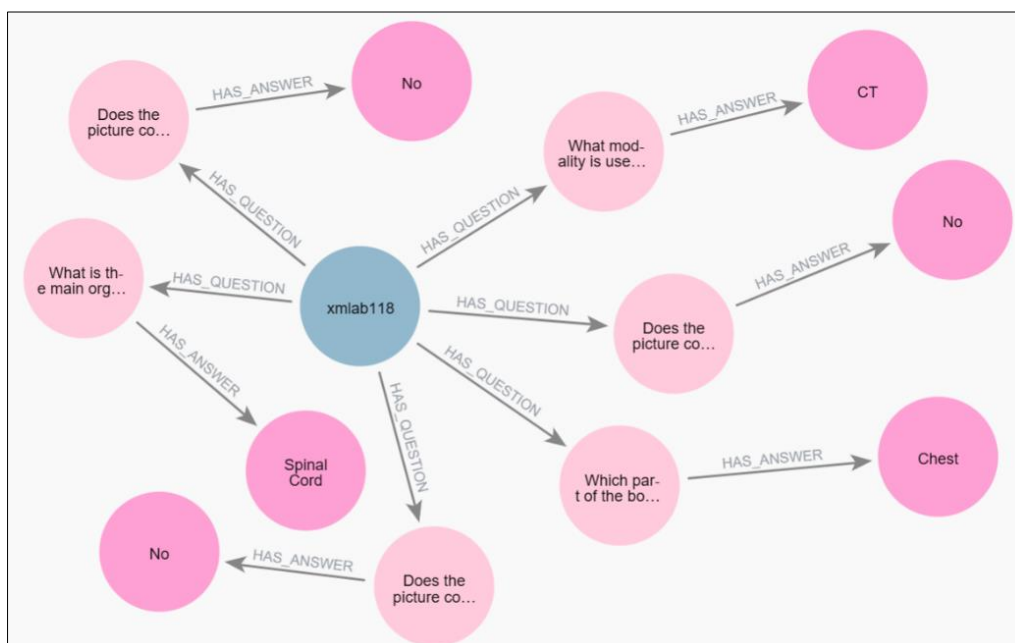 No
HAS_ANSWER
Does the
picture co…
CT
HAS_ANSWER
What mod-
ality is use…
HAS_QUESTION
HAS_QUESTION
No
HAS_ANSWER
What is th-
e main org…
HAS_QUESTION
xmlab118
HAS_QUESTION
Does the
picture co…
HAS_ANSWER
HAS_QUESTION
HAS_QUESTION
Spinal
Cord
Which par-
t of the bo…
HAS_ANSWER
Chest
No
HAS_ANSWER
Does the
picture co…